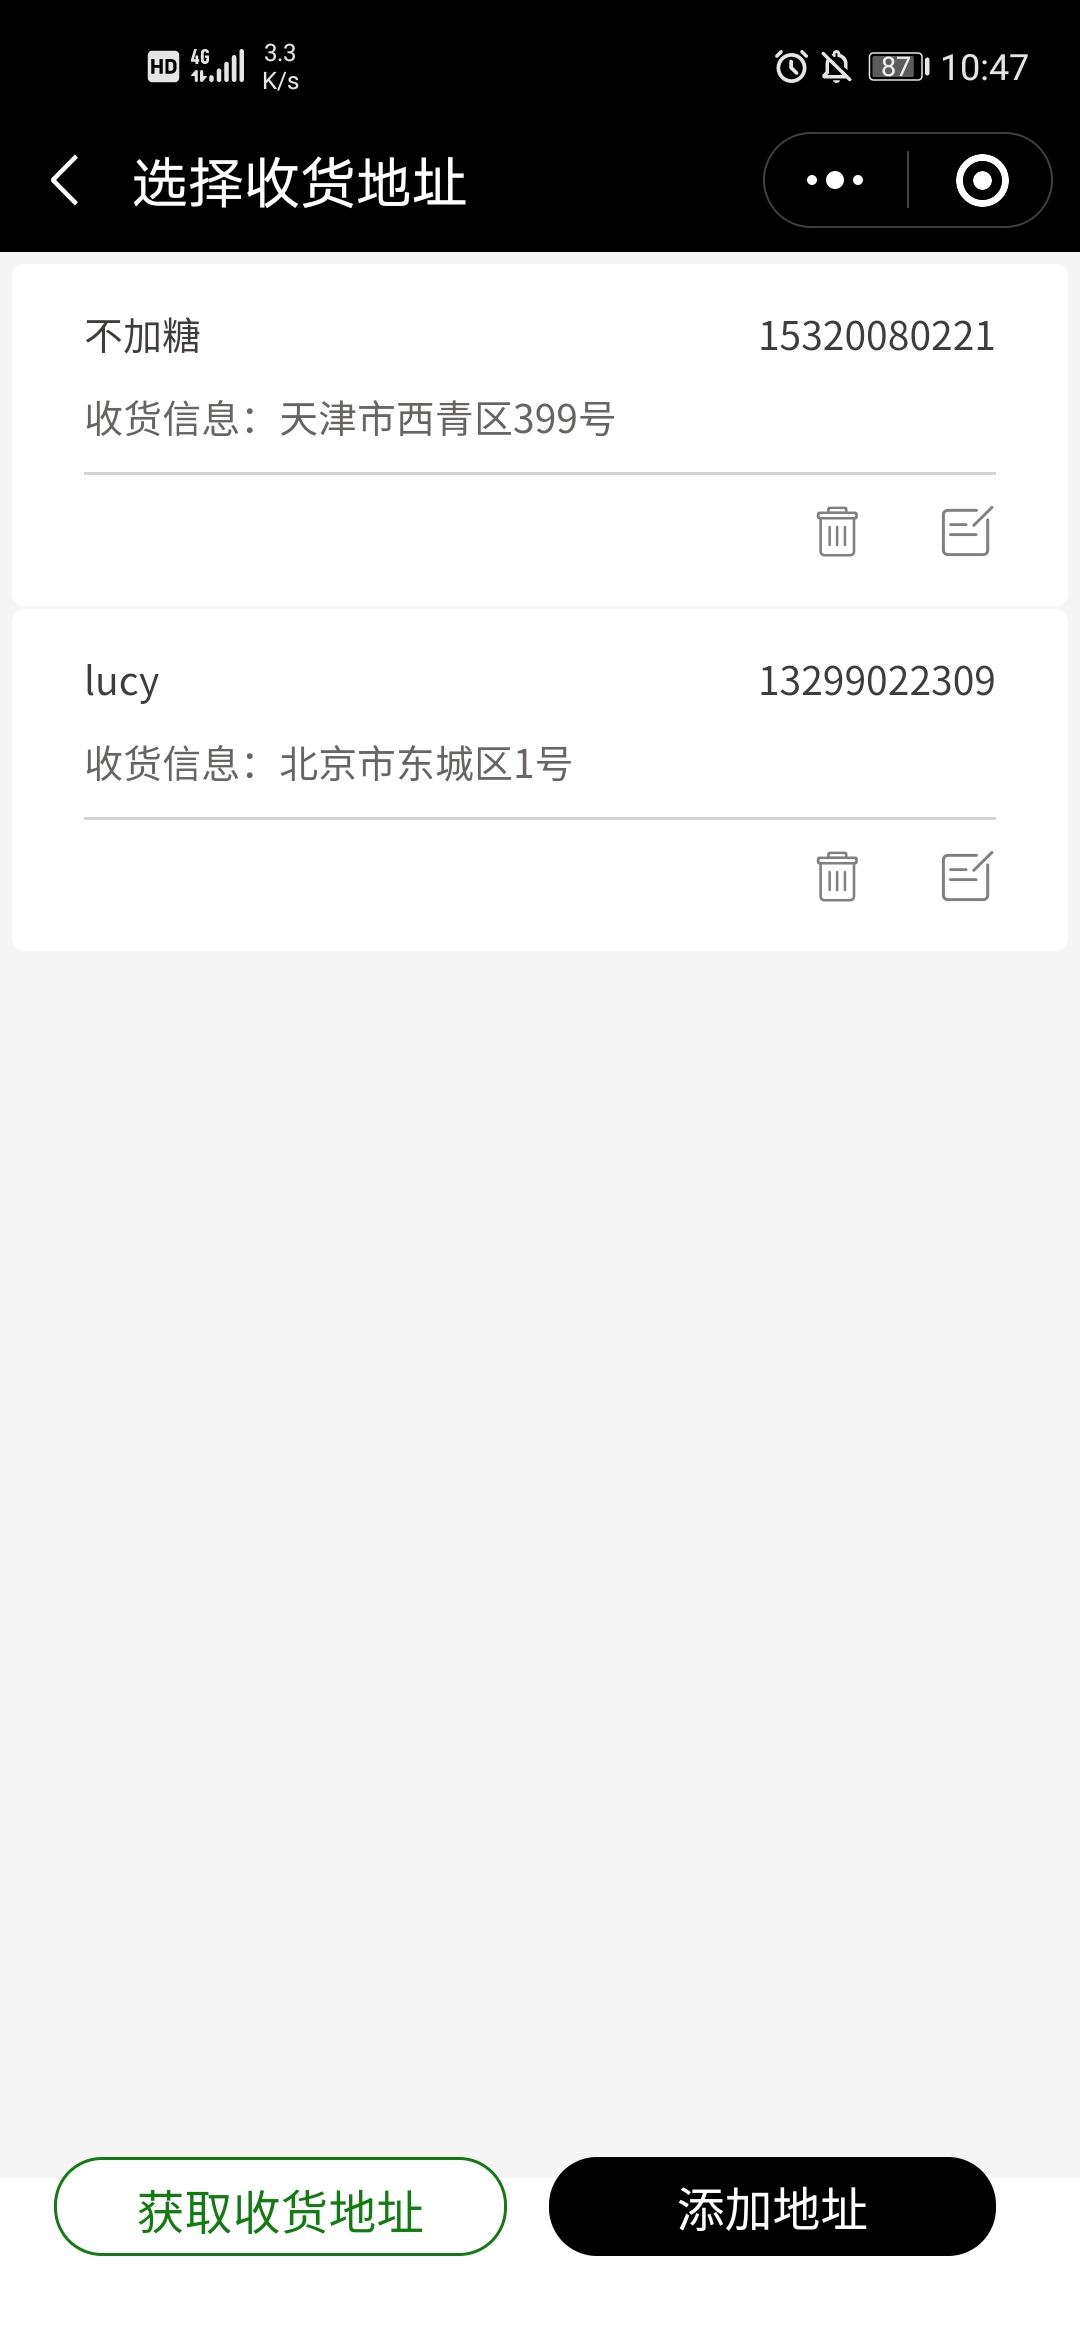 HD 4G 3.3 K/s 87 10:47
选择收货地址
不加糖 15320080221
收货信息：天津市西青区399号
lucy 13299022309
收货信息：北京市东城区1号
获取收货地址 添加地址